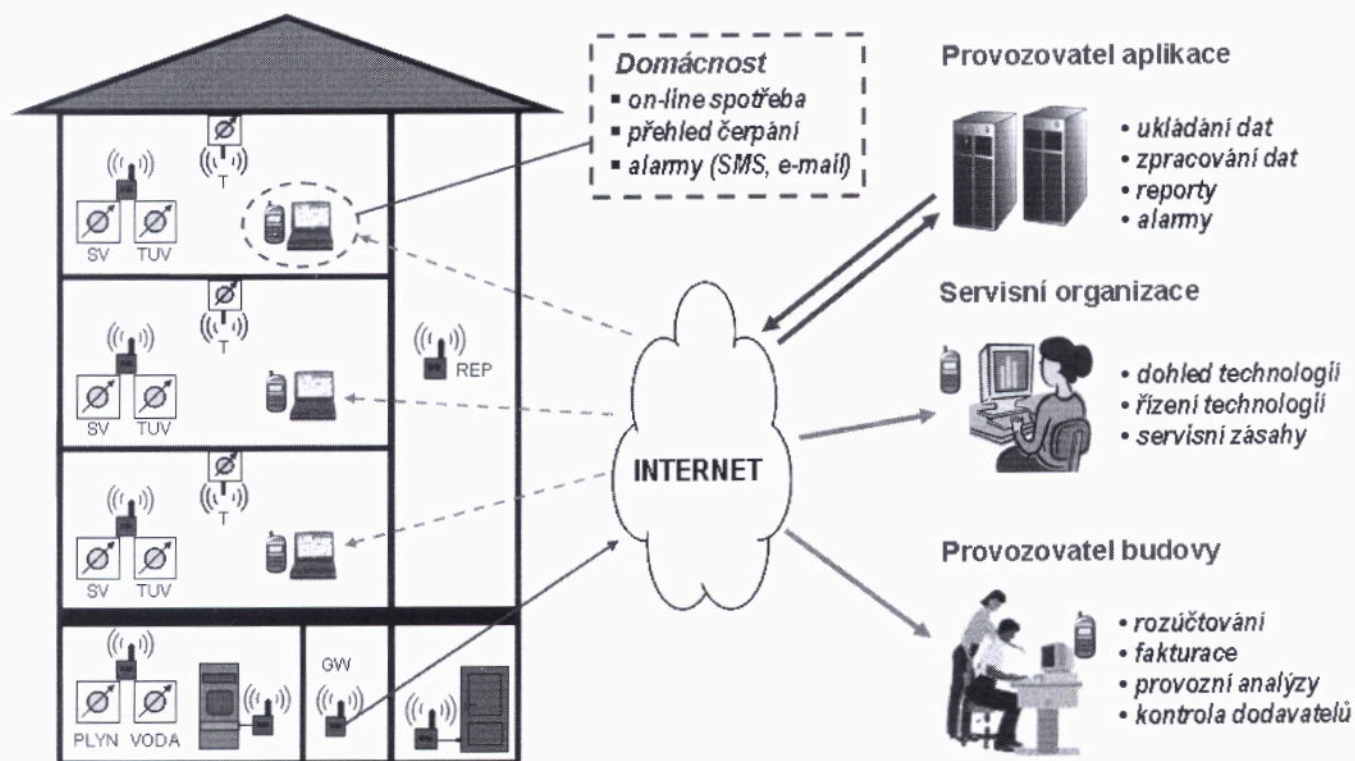 Domácnost
▪ on-line spotřeba
▪ přehled čerpání
▪ alarmy (SMS, e-mail)
Provozovatel aplikace
• ukládání dat
• zpracování dat
• reporty
• alarmy
T
SV TUV
T
SV TUV
REP
T
SV TUV
INTERNET
Servisní organizace
• dohled technologií
• řízení technologií
• servisní zásahy
GW
PLYN VODA
Provozovatel budovy
• rozúčtování
• fakturace
• provozní analýzy
• kontrola dodavatelů